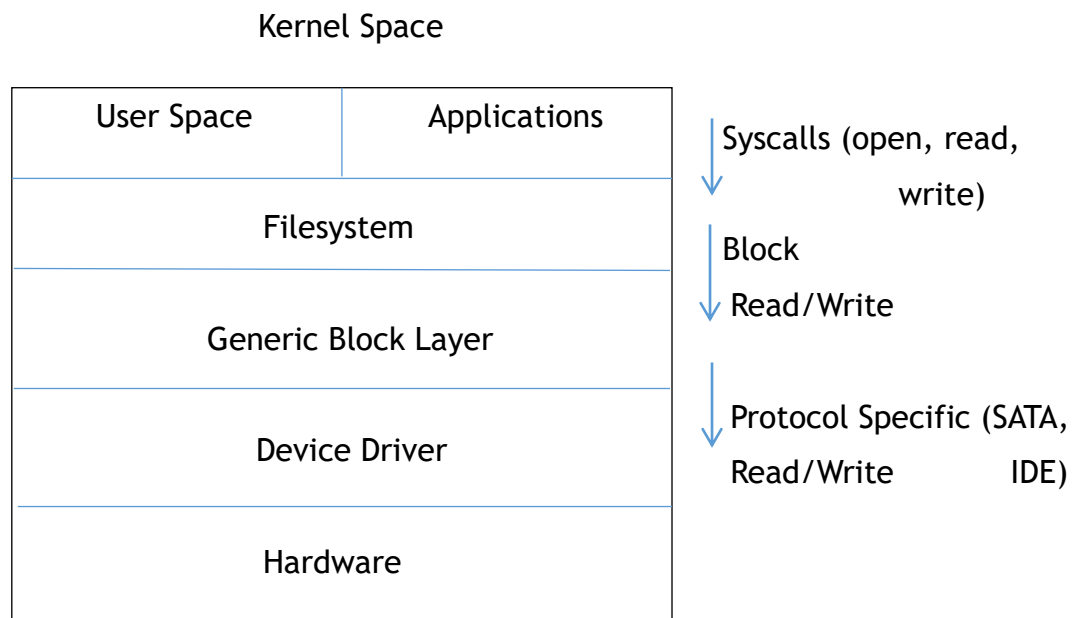 Kernel Space
User Space
Applications
Syscalls (open, read,
write)
Filesystem
Block
Read/Write
Generic Block Layer
Protocol Specific (SATA,
Read/Write IDE)
Device Driver
Hardware